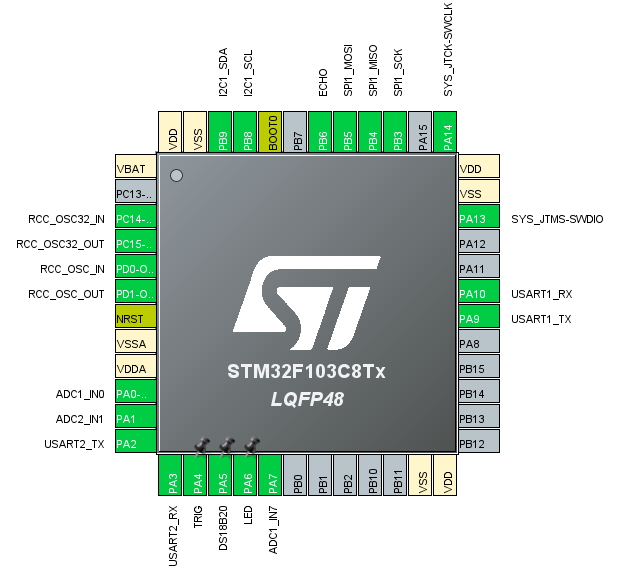 I2C1_SDA
I2C1_SCL
ECHO
SPI1_MOSI
SPI1_MISO
SPI1_SCK
SYS_JTCK-SWCLK
VDD
VSS
PB9
PB8
BOOT0
PB7
PB6
PB5
PB4
PB3
PA15
PA14
VBAT
PC13-..
RCC_OSC32_IN PC14-..
RCC_OSC32_OUT PC15-..
RCC_OSC_IN PD0-O..
RCC_OSC_OUT PD1-O..
NRST
VSSA
VDDA
ADC1_IN0 PA0-..
ADC2_IN1 PA1
USART2_TX PA2
VDD
VSS
PA13 SYS_JTMS-SWDIO
PA12
PA11
PA10 USART1_RX
PA9 USART1_TX
PA8
PB15
PB14
PB13
PB12
ST
STM32F103C8Tx
LQFP48
PA3
PA4
PA5
PA6
PA7
PB0
PB1
PB2
PB10
PB11
VSS
VDD
USART2_RX
TRIG
DS18B20
LED
ADC1_IN7